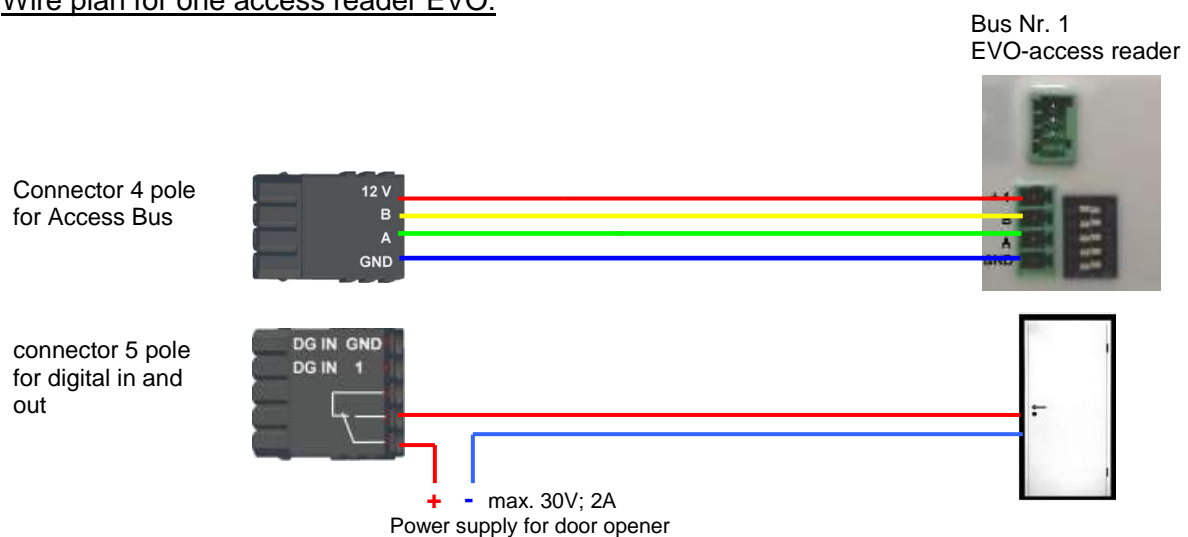 Wire plan for one access reader EVO:
Bus Nr. 1
EVO-access reader
Connector 4 pole
for Access Bus
12 V
B
A
GND
B
A
GND
connector 5 pole
for digital in and
out
DG IN GND
DG IN 1
+ - max. 30V; 2A
Power supply for door opener